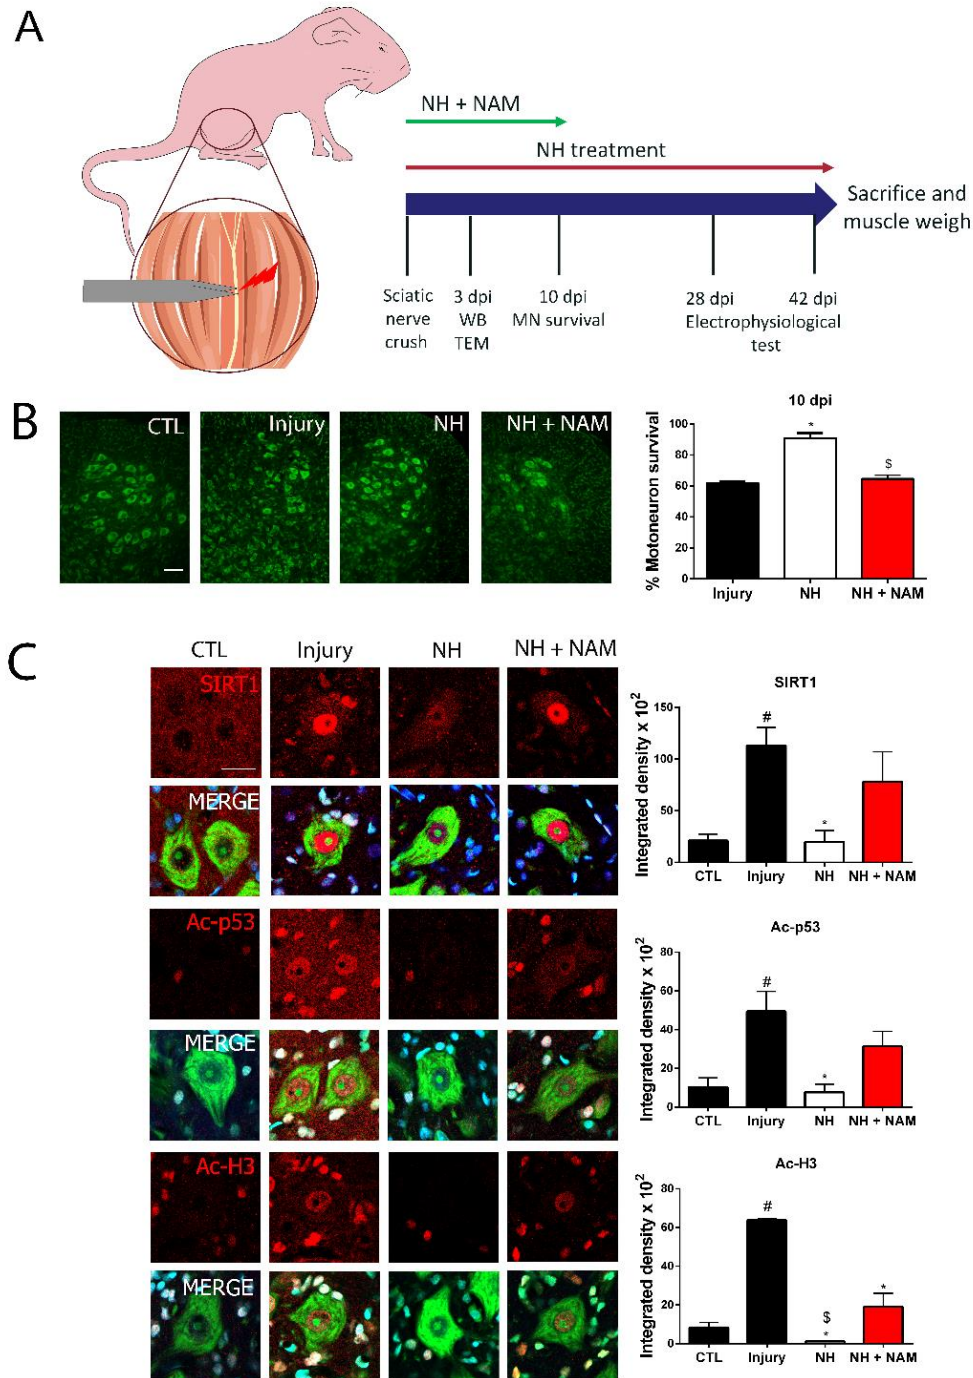 A
NH + NAM
NH treatment
Sacrifice and
muscle weigh
Sciatic
nerve
crush
3 dpi
WB
TEM
10 dpi
MN survival
28 dpi
42 dpi
Electrophysiological
test
B
CTL
Injury
NH
NH + NAM
10 dpi
% Motoneuron survival
100
80
60
40
20
0
*
$
Injury
NH
NH + NAM
C
CTL
Injury
NH
NH + NAM
SIRT1
MERGE
SIRT1
Integrated density x 10²
150
100
50
0
#
*
CTL
Injury
NH
NH + NAM
Ac-p53
MERGE
Ac-p53
Integrated density x 10²
80
60
40
20
0
#
*
CTL
Injury
NH
NH + NAM
Ac-H3
MERGE
Ac-H3
Integrated density x 10²
80
60
40
20
0
#
$
*
*
CTL
Injury
NH
NH + NAM